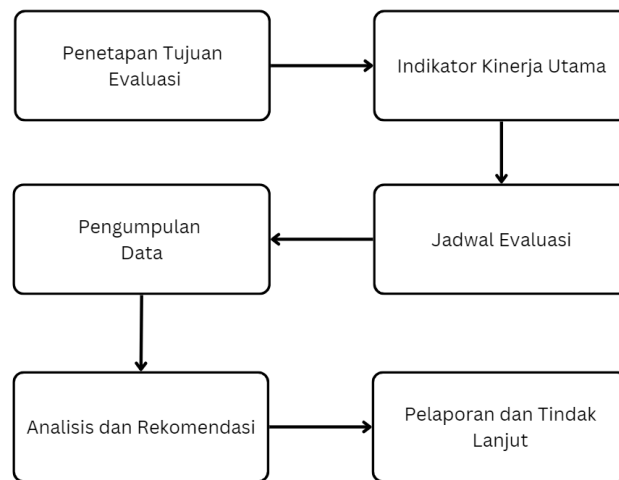 Penetapan Tujuan
Evaluasi
Indikator Kinerja Utama
Jadwal Evaluasi
Pengumpulan
Data
Analisis dan Rekomendasi
Pelaporan dan Tindak
Lanjut